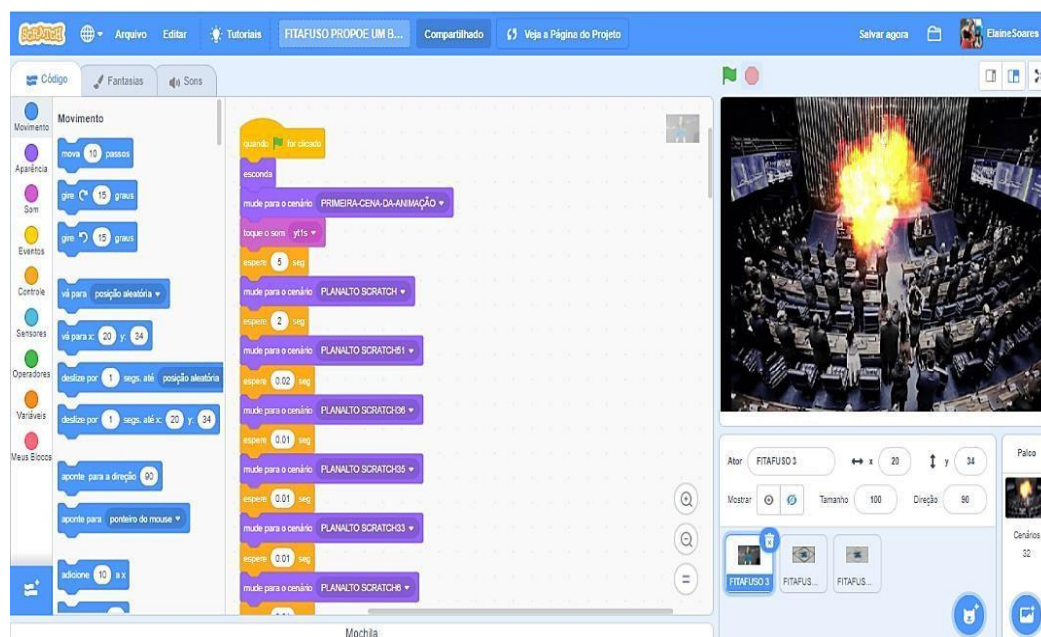 SCRATCH Arquivo Editar Tutoriais FITAFUSO PROPOE UM B... Compartilhado Veja a Página do Projeto Salvar agora ElaineSoares
Código Fantasias Sons
Movimento
Aparência
Som
Eventos
Controle
Sensores
Operadores
Variáveis
Meus Blocos
Movimento
mova 10 passos
gire 15 graus
gire 15 graus
vá para posição aleatória
vá para x: 20 y: 34
deslize por 1 segs. até posição aleatória
deslize por 1 segs. até x: 20 y: 34
aponte para a direção 90
aponte para ponteiro do mouse
adicione 10 a x
quando for clicado
esconda
mude para o cenário PRIMEIRA-CENA-DA-ANIMAÇÃO
toque o som ytts
espere 5 seg
mude para o cenário PLANALTO SCRATCH
espere 2 seg
mude para o cenário PLANALTO SCRATCH51
espere 0.02 seg
mude para o cenário PLANALTO SCRATCH36
espere 0.01 seg
mude para o cenário PLANALTO SCRATCH35
espere 0.01 seg
mude para o cenário PLANALTO SCRATCH33
espere 0.01 seg
mude para o cenário PLANALTO SCRATCH6
Ator FITAFUSO 3 x 20 y 34
Mostrar Tamanho 100 Direção 90
FITAFUSO 3 FITAFUS... FITAFUS...
Palco
Cenários
32
Mochila